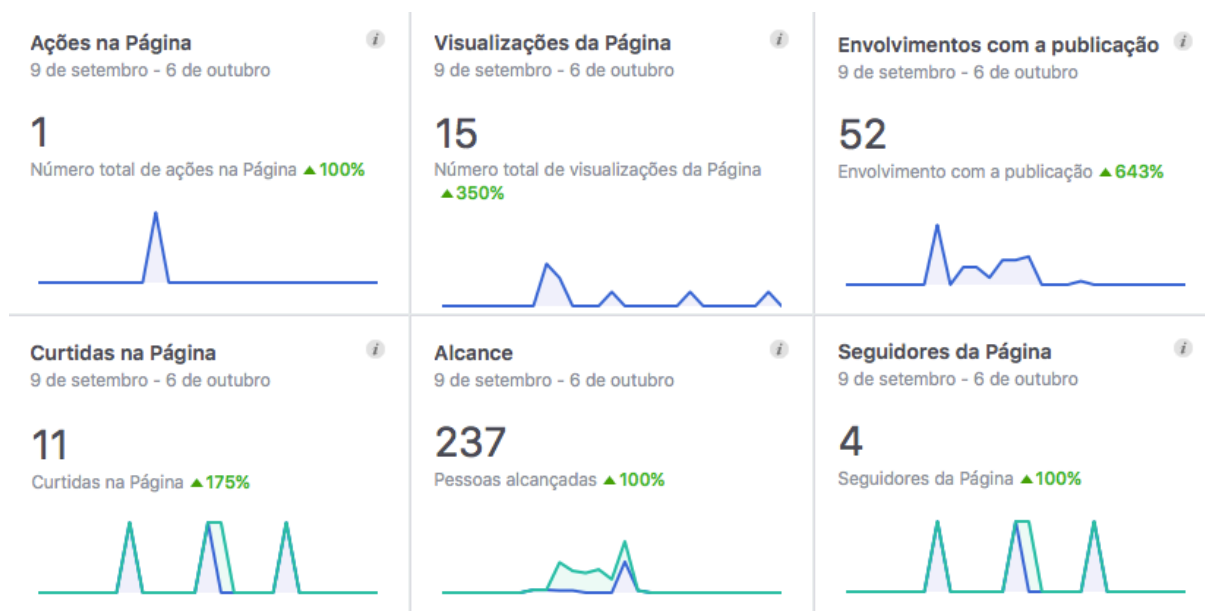 Ações na Página
9 de setembro - 6 de outubro
1
Número total de ações na Página ▲100%
Visualizações da Página
9 de setembro - 6 de outubro
15
Número total de visualizações da Página
▲350%
Envolvimentos com a publicação
9 de setembro - 6 de outubro
52
Envolvimento com a publicação ▲643%
Curtidas na Página
9 de setembro - 6 de outubro
11
Curtidas na Página ▲175%
Alcance
9 de setembro - 6 de outubro
237
Pessoas alcançadas ▲100%
Seguidores da Página
9 de setembro - 6 de outubro
4
Seguidores da Página ▲100%